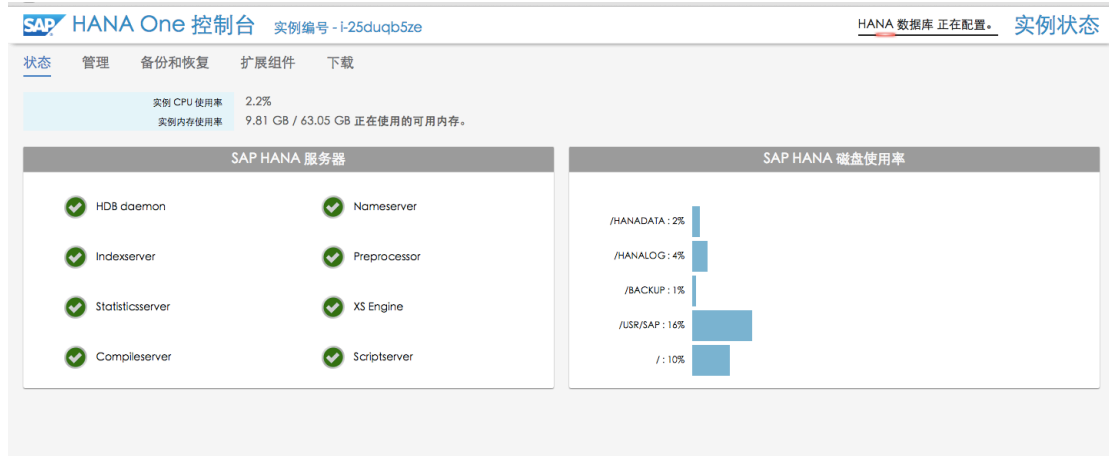 SAP HANA One 控制台 实例编号 - i-25duqb5ze HANA 数据库 正在配置。 实例状态
状态 管理 备份和恢复 扩展组件 下载
实例 CPU 使用率 2.2%
实例内存使用率 9.81 GB / 63.05 GB 正在使用的可用内存。
SAP HANA 服务器
HDB daemon Nameserver
Indexserver Preprocessor
Statisticsserver XS Engine
Compileserver Scriptserver
SAP HANA 磁盘使用率
/HANADATA : 2%
/HANALOG : 4%
/BACKUP : 1%
/USR/SAP : 16%
/ : 10%